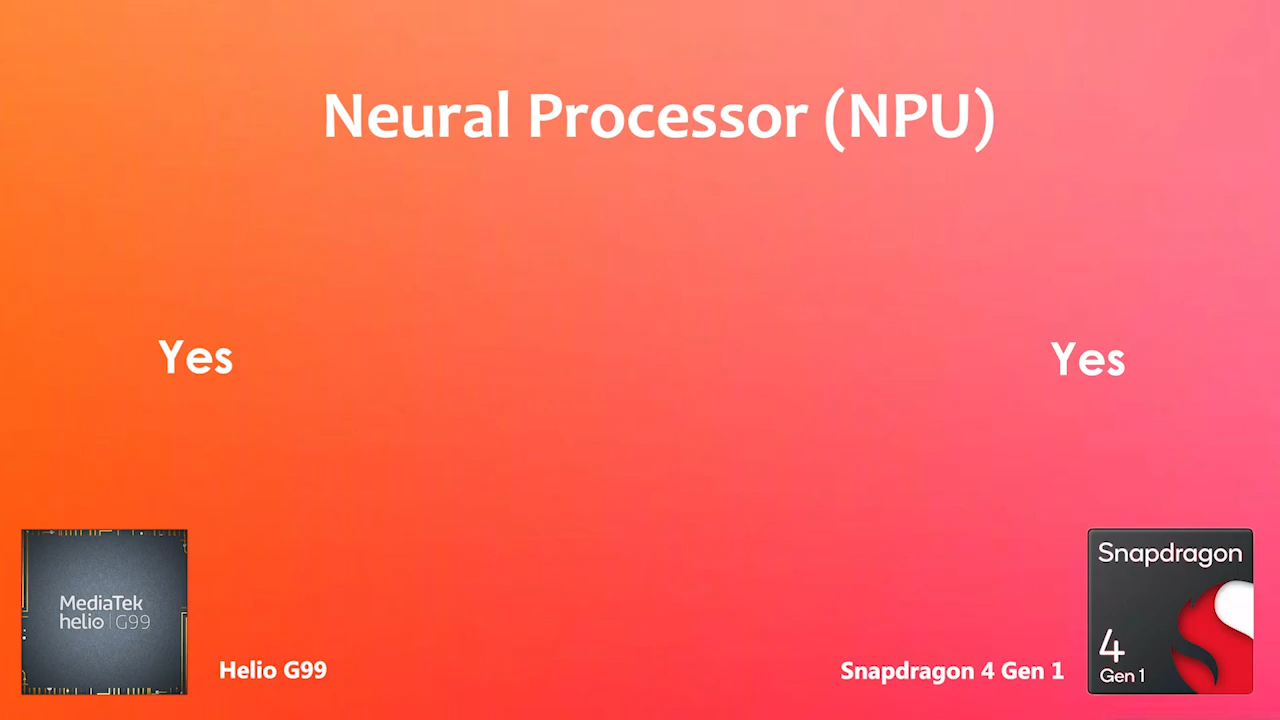 Neural Processor (NPU)
Yes
Yes
MediaTek
helio G99
Helio G99
Snapdragon 4 Gen 1
Snapdragon
4
Gen 1